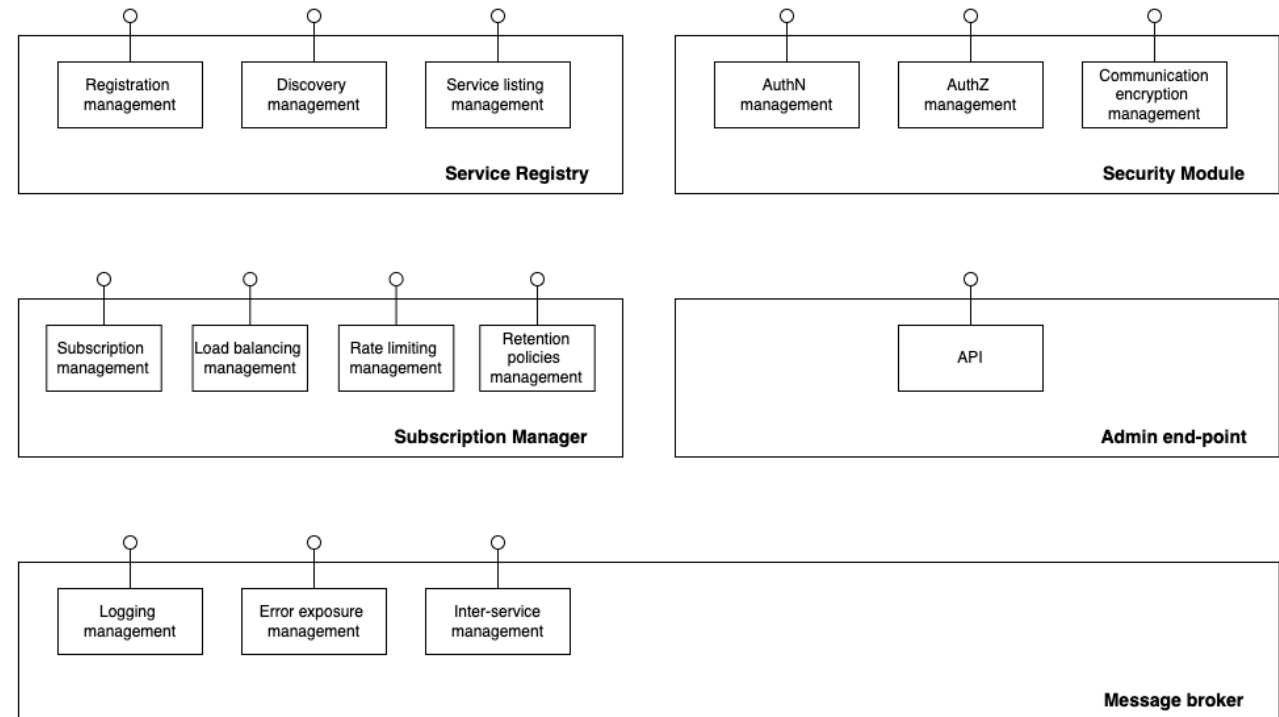 Registration
management
Discovery
management
Service listing
management
Service Registry
AuthN
management
AuthZ
management
Communication
encryption
management
Security Module
Subscription
management
Load balancing
management
Rate limiting
management
Retention
policies
management
Subscription Manager
API
Admin end-point
Logging
management
Error exposure
management
Inter-service
management
Message broker